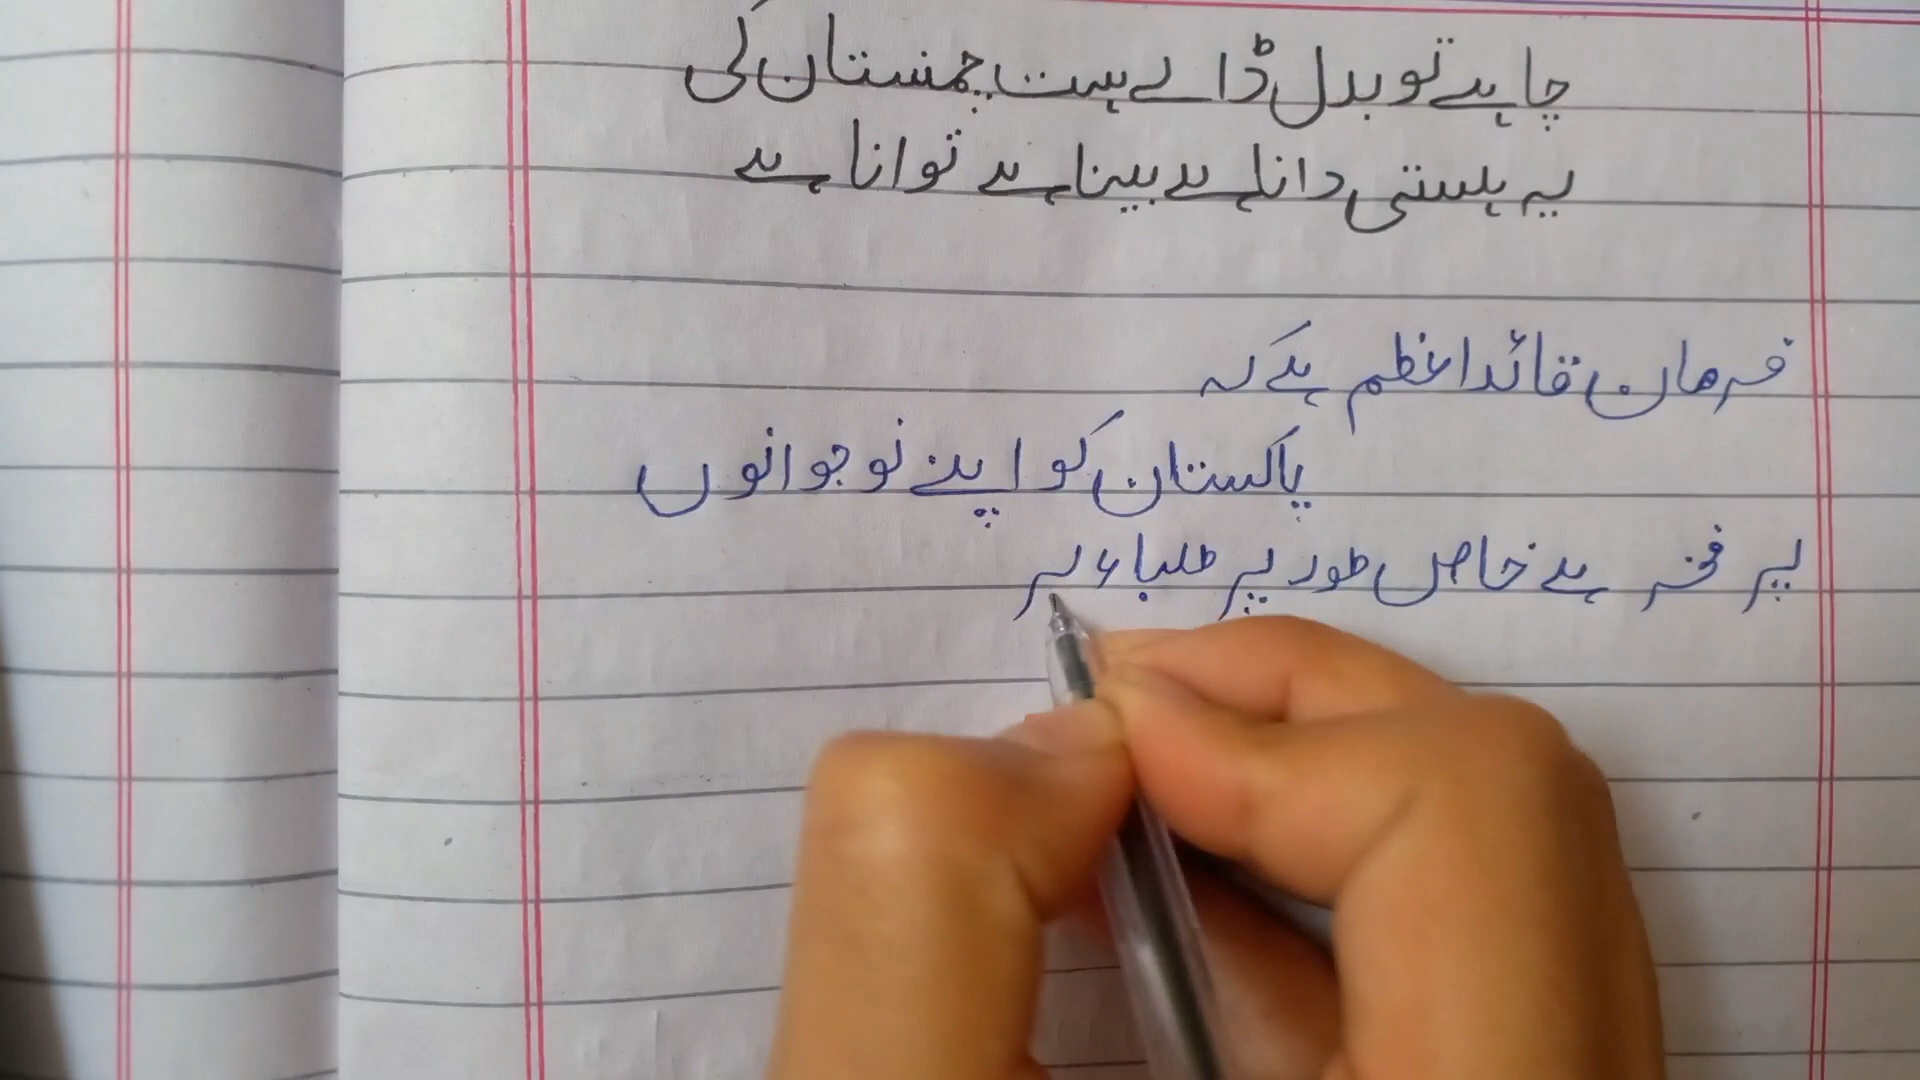 چاہے تو بدل ڈالے ہیت چمنستان کی
یہ ہستی دانا ہے بینا ہے توانا ہے
فرمان قائداعظم ہے کہ
پاکستان کو اپنے نوجوانوں
پر فخر ہے خاص طور پر طلباء پر